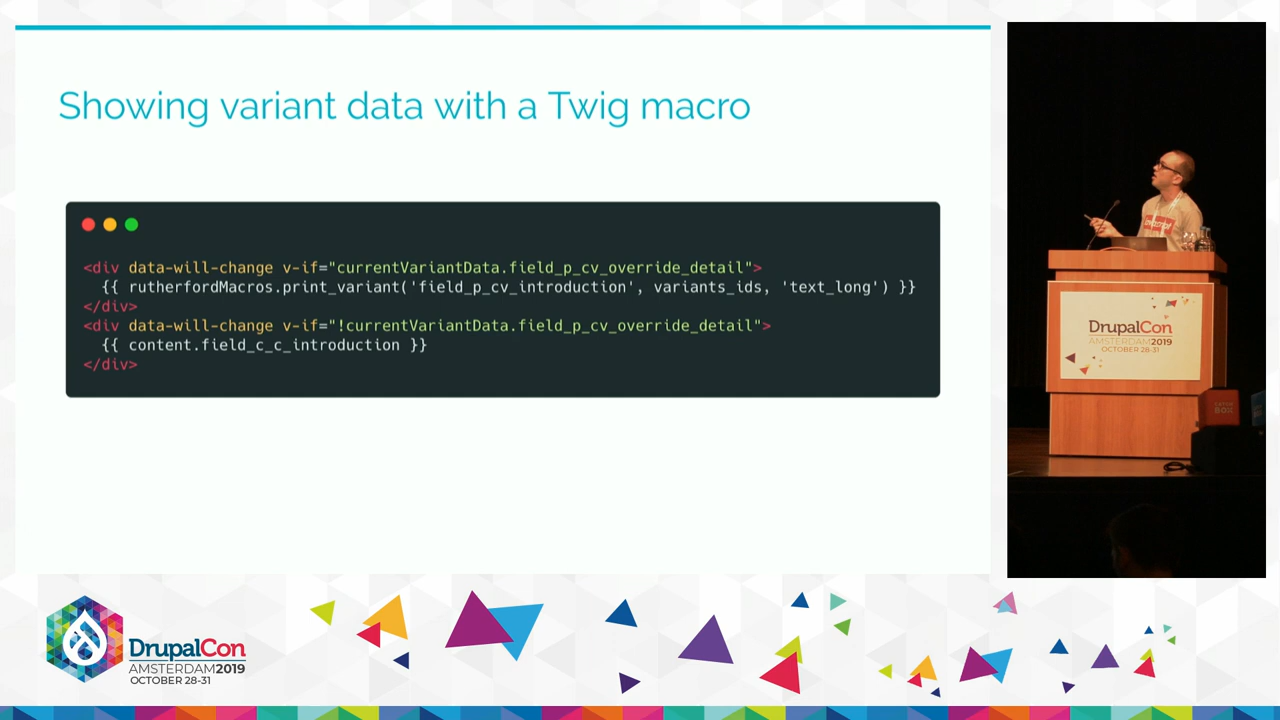 Showing variant data with a Twig macro
<div data-will-change v-if="currentVariantData.field_p_cv_override_detail">
  {{ rutherfordMacros.print_variant('field_p_cv_introduction', variants_ids, 'text_long') }}
</div>
<div data-will-change v-if="!currentVariantData.field_p_cv_override_detail">
  {{ content.field_c_c_introduction }}
</div>
DrupalCon
AMSTERDAM2019
OCTOBER 28-31
DrupalCon
AMSTERDAM2019
OCTOBER 28-31